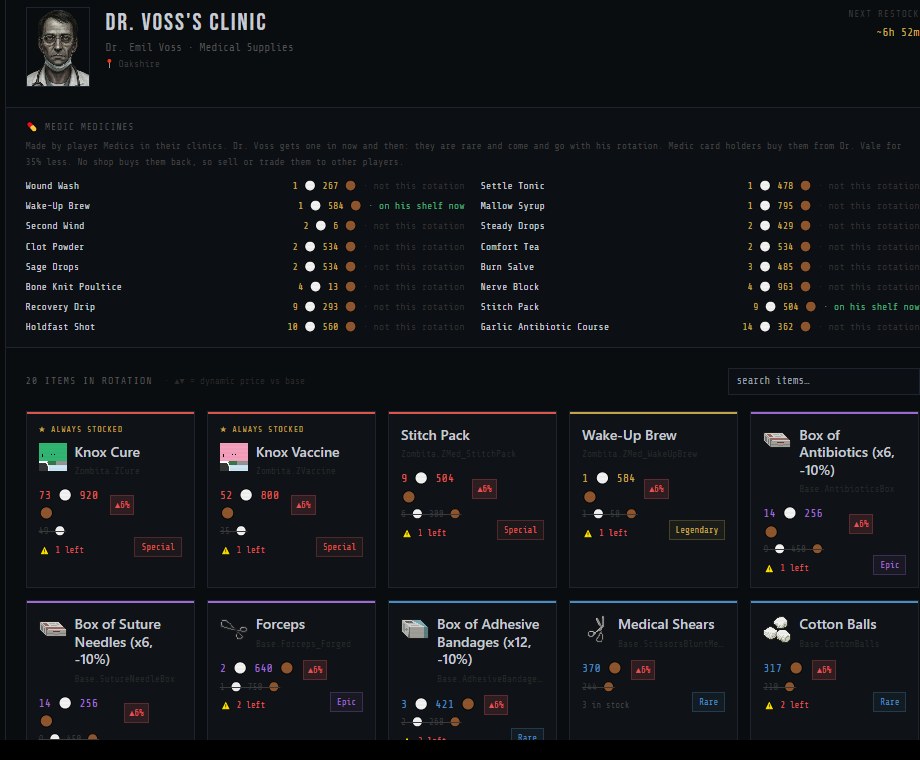 DR. VOSS'S CLINIC
Dr. Emil Voss · Medical Supplies
Oakshire
NEXT RESTOCK
~6h 52m
MEDIC MEDICINES
Made by player Medics in their clinics. Dr. Voss gets one in now and then: they are rare and come and go with his rotation. Medic card holders buy them from Dr. Vale for
35% less. No shop buys them back, so sell or trade them to other players.
Wound Wash 1 267 · not this rotation
Settle Tonic 1 478 · not this rotation
Wake-Up Brew 1 584 · on his shelf now
Mallow Syrup 1 795 · not this rotation
Second Wind 2 6 · not this rotation
Steady Drops 2 429 · not this rotation
Clot Powder 2 534 · not this rotation
Comfort Tea 2 534 · not this rotation
Sage Drops 2 534 · not this rotation
Burn Salve 3 485 · not this rotation
Bone Knit Poultice 4 13 · not this rotation
Nerve Block 4 963 · not this rotation
Recovery Drip 9 293 · not this rotation
Stitch Pack 9 504 · on his shelf now
Holdfast Shot 10 560 · not this rotation
Garlic Antibiotic Course 14 362 · not this rotation
20 ITEMS IN ROTATION
▲▼ = dynamic price vs base
search items…
★ ALWAYS STOCKED
Knox Cure
Zombita.ZCure
73 920
▲6%
1 left
Special
★ ALWAYS STOCKED
Knox Vaccine
Zombita.ZVaccine
52 800
▲6%
1 left
Special
Stitch Pack
Zombita.ZMed_StitchPack
9 504
▲6%
1 left
Special
Wake-Up Brew
Zombita.ZMed_WakeUpBrew
1 584
▲6%
1 left
Legendary
Box of
Antibiotics (x6,
-10%)
Base.AntibioticsBox
14 256
▲6%
1 left
Epic
Box of Suture
Needles (x6,
-10%)
Base.SutureNeedleBox
14 256
▲6%
Forceps
Base.Forceps_Forged
2 640
▲6%
2 left
Epic
Box of Adhesive
Bandages (x12,
-10%)
Base.AdhesiveBandage…
3 421
▲6%
Rare
Medical Shears
Base.ScissorsBluntMe…
370
▲6%
3 in stock
Rare
Cotton Balls
Base.CottonBalls
317
▲6%
2 left
Rare